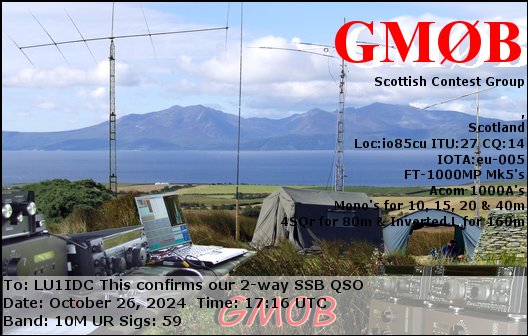 GMØB
Scottish Contest Group
,
Scotland
Loc:io85cu ITU:27 CQ:14
IOTA:eu-005
FT-1000MP Mk5's
Acom 1000A's
Mono's for 10, 15, 20 & 40m
4SQr for 80m & Inverted L for 160m
To: LU1IDC This confirms our 2-way SSB QSO
Date: October 26, 2024 Time: 17:16 UTC
Band: 10M UR Sigs: 59
GM0B